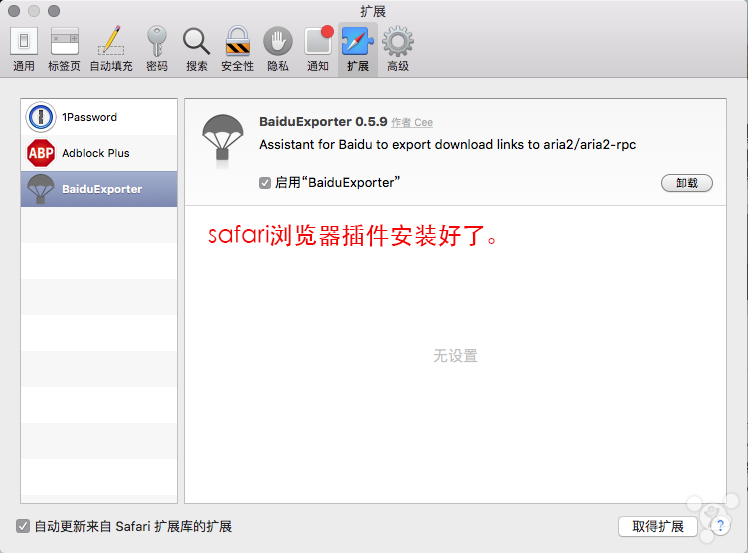 扩展
通用 标签页 自动填充 密码 搜索 安全性 隐私 通知 扩展 高级
1Password
ABP Adblock Plus
BaiduExporter
BaiduExporter 0.5.9 作者 Cee
Assistant for Baidu to export download links to aria2/aria2-rpc
启用“BaiduExporter”
卸载
safari浏览器插件安装好了。
无设置
自动更新来自 Safari 扩展库的扩展
取得扩展 ?